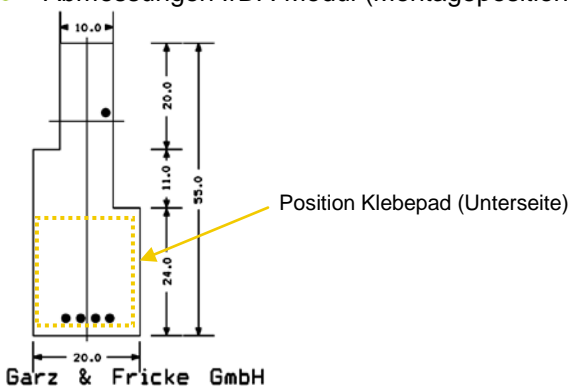 Abmessungen IrDA Modul (Montageposition
10.0
20.0
11.0
55.0
Position Klebepad (Unterseite)
24.0
20.0
Garz & Fricke GmbH